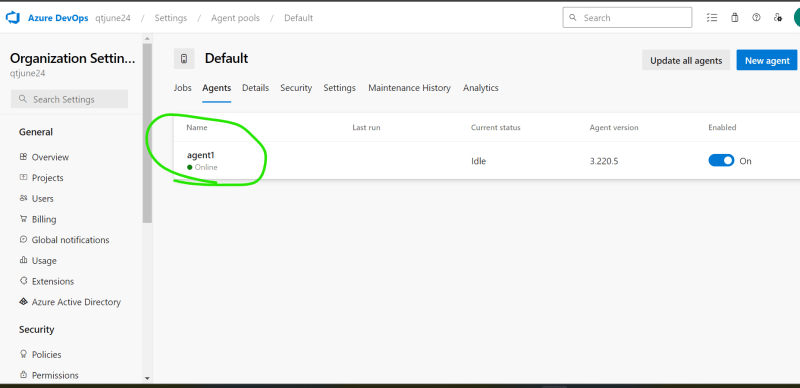 Azure DevOps qtjune24 / Settings / Agent pools / Default Search
Organization Settin...
qtjune24
Search Settings
General
Overview
Projects
Users
Billing
Global notifications
Usage
Extensions
Azure Active Directory
Security
Policies
Permissions
Default
Update all agents New agent
Jobs Agents Details Security Settings Maintenance History Analytics
Name Last run Current status Agent version Enabled
agent1 Idle 3.220.5 On
Online